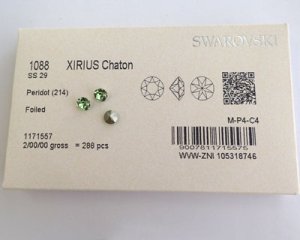 SWAROVSKI
1088 XIRIUS Chaton
SS 29
Peridot (214)
Foiled
M-P4-C4
1171557
2/00/00 gross = 288 pcs
9007811715575
WVW-ZNI 105318746